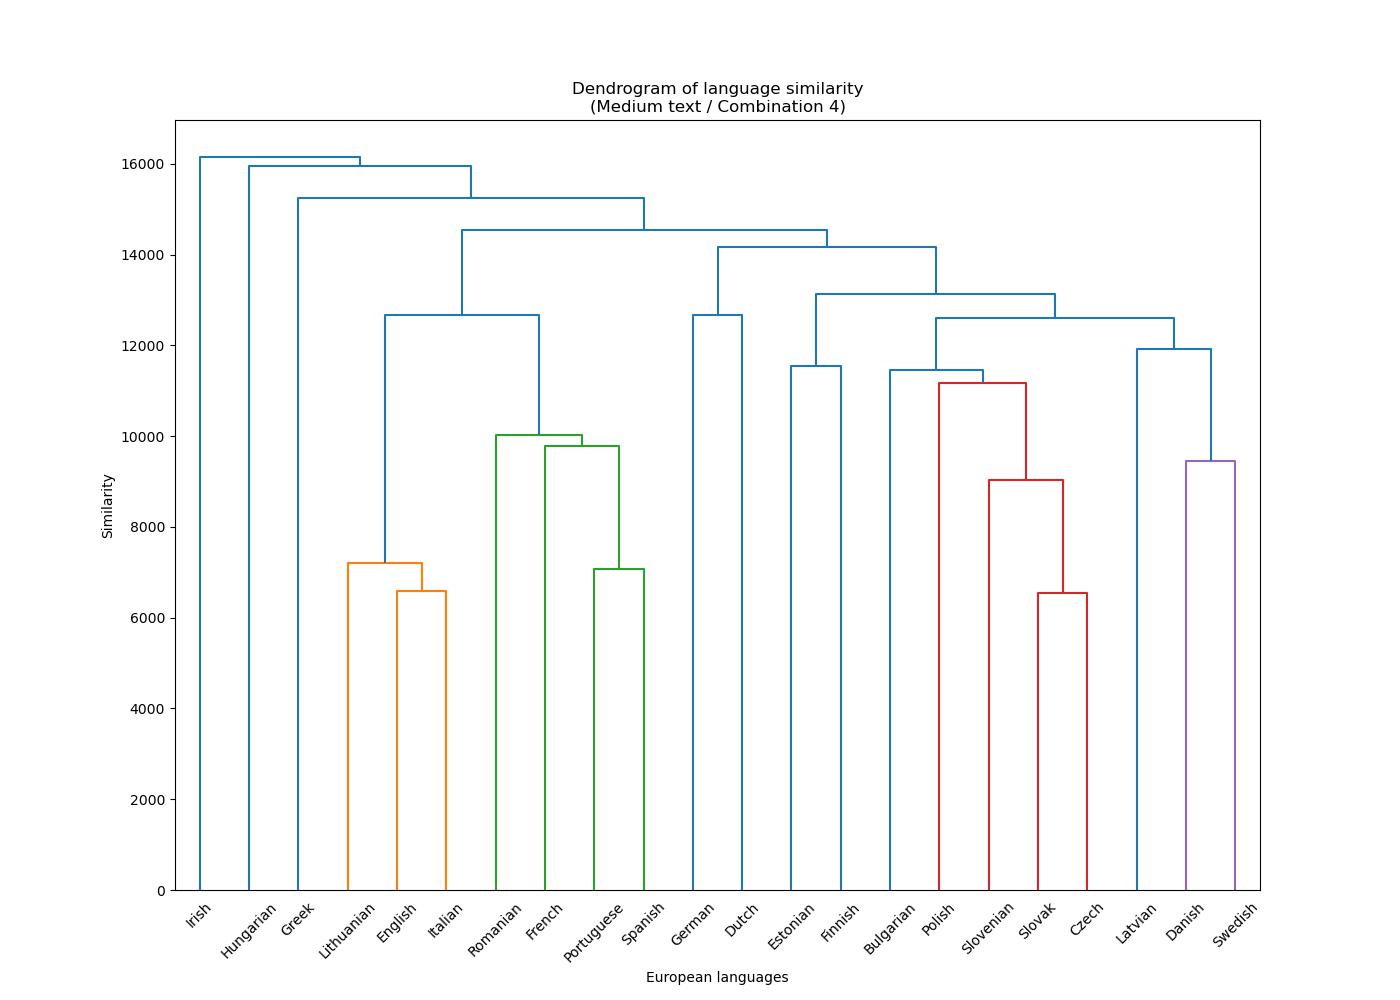 Dendrogram of language similarity
(Medium text / Combination 4)
16000
14000
12000
10000
8000
6000
4000
2000
0
Similarity
Irish
Hungarian
Greek
Lithuanian
English
Italian
Romanian
French
Portuguese
Spanish
German
Dutch
Estonian
Finnish
Bulgarian
Polish
Slovenian
Slovak
Czech
Latvian
Danish
Swedish
European languages